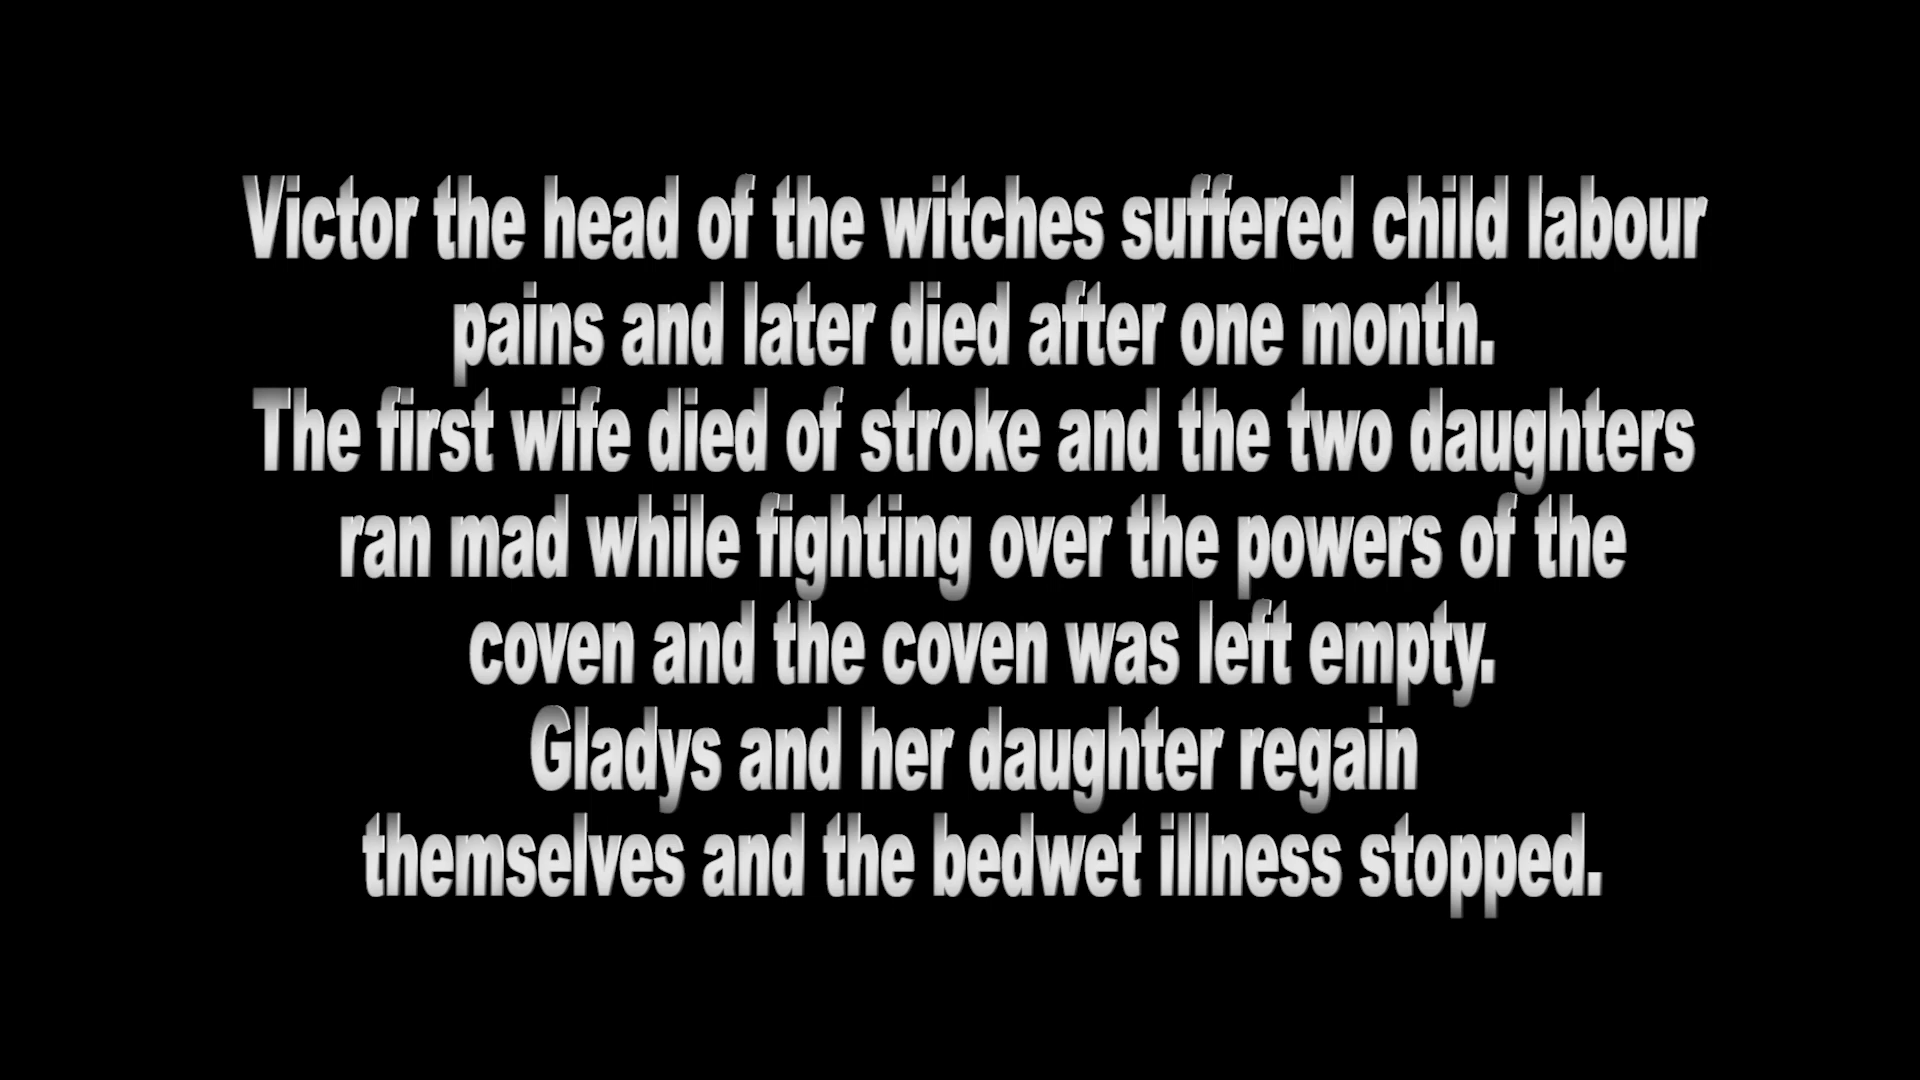 Victor the head of the witches suffered child labour
pains and later died after one month.
The first wife died of stroke and the two daughters
ran mad while fighting over the powers of the
coven and the coven was left empty.
Gladys and her daughter regain
themselves and the bedwet illness stopped.